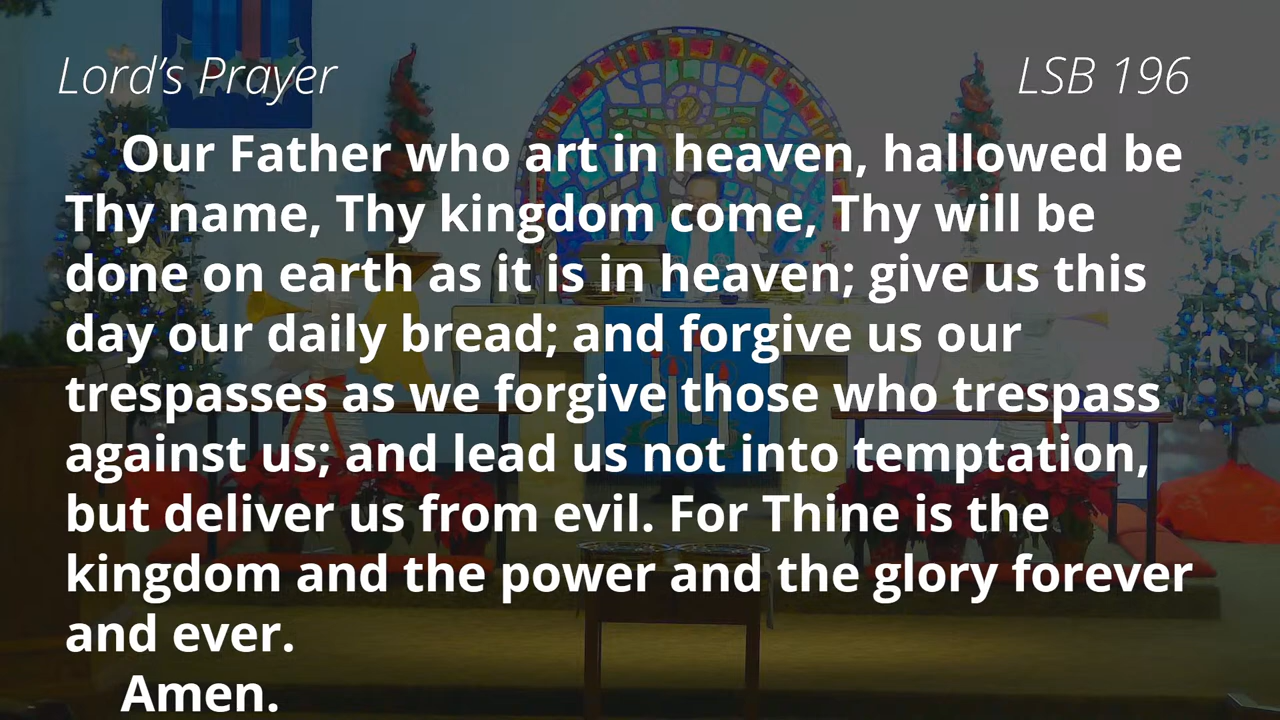 Lord’s Prayer LSB 196
Our Father who art in heaven, hallowed be
Thy name, Thy kingdom come, Thy will be
done on earth as it is in heaven; give us this
day our daily bread; and forgive us our
trespasses as we forgive those who trespass
against us; and lead us not into temptation,
but deliver us from evil. For Thine is the
kingdom and the power and the glory forever
and ever.
Amen.